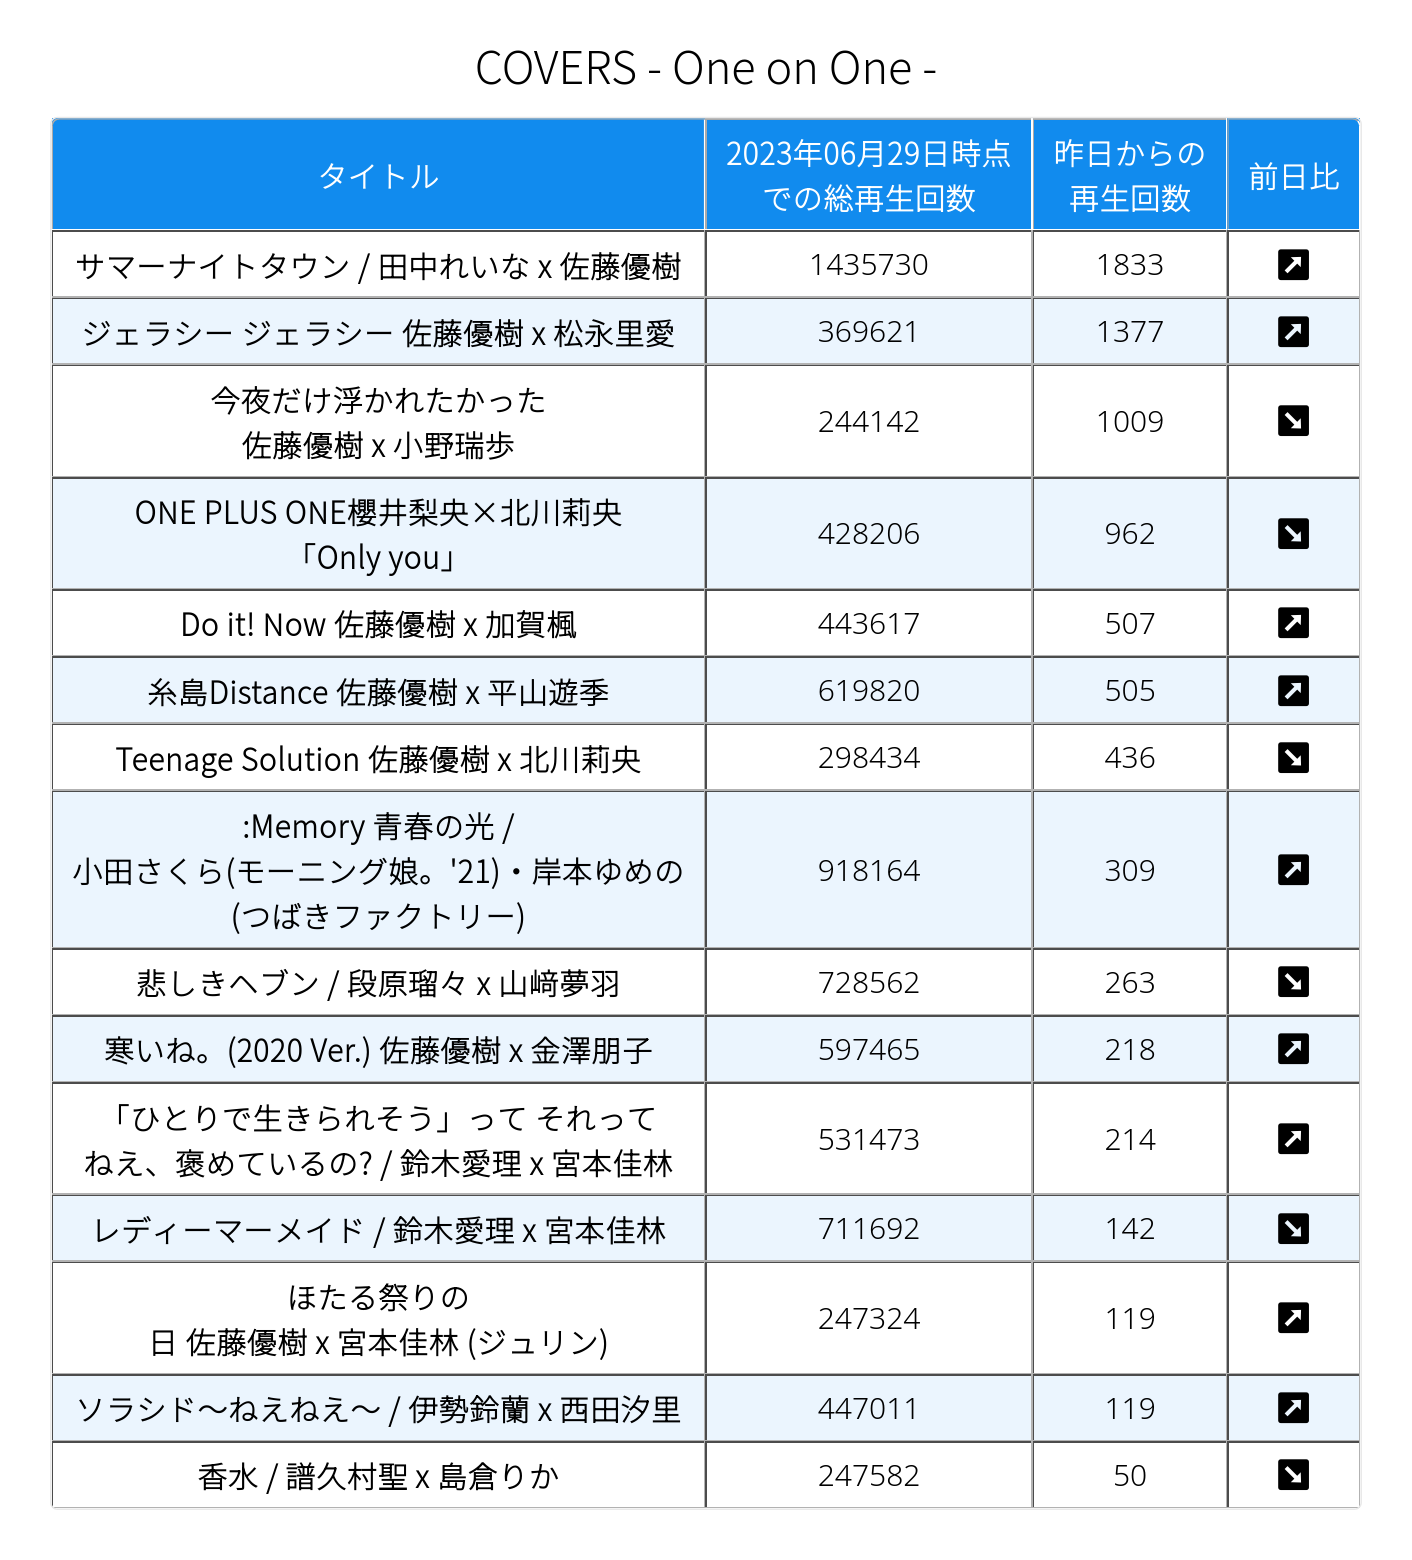 COVERS - One on One -
タイトル
2023年06月29日時点
での総再生回数
昨日からの
再生回数
前日比
サマーナイトタウン / 田中れいな x 佐藤優樹
1435730
1833
ジェラシー ジェラシー 佐藤優樹 x 松永里愛
369621
1377
今夜だけ浮かれたかった
佐藤優樹 x 小野瑞歩
244142
1009
ONE PLUS ONE櫻井梨央×北川莉央
「Only you」
428206
962
Do it! Now 佐藤優樹 x 加賀楓
443617
507
糸島Distance 佐藤優樹 x 平山遊季
619820
505
Teenage Solution 佐藤優樹 x 北川莉央
298434
436
:Memory 青春の光 /
小田さくら(モーニング娘。'21)・岸本ゆめの
(つばきファクトリー)
918164
309
悲しきヘブン / 段原瑠々 x 山﨑夢羽
728562
263
寒いね。(2020 Ver.) 佐藤優樹 x 金澤朋子
597465
218
「ひとりで生きられそう」って それって
ねえ、褒めているの? / 鈴木愛理 x 宮本佳林
531473
214
レディーマーメイド / 鈴木愛理 x 宮本佳林
711692
142
ほたる祭りの
日 佐藤優樹 x 宮本佳林 (ジュリン)
247324
119
ソラシド～ねえねえ～ / 伊勢鈴蘭 x 西田汐里
447011
119
香水 / 譜久村聖 x 島倉りか
247582
50